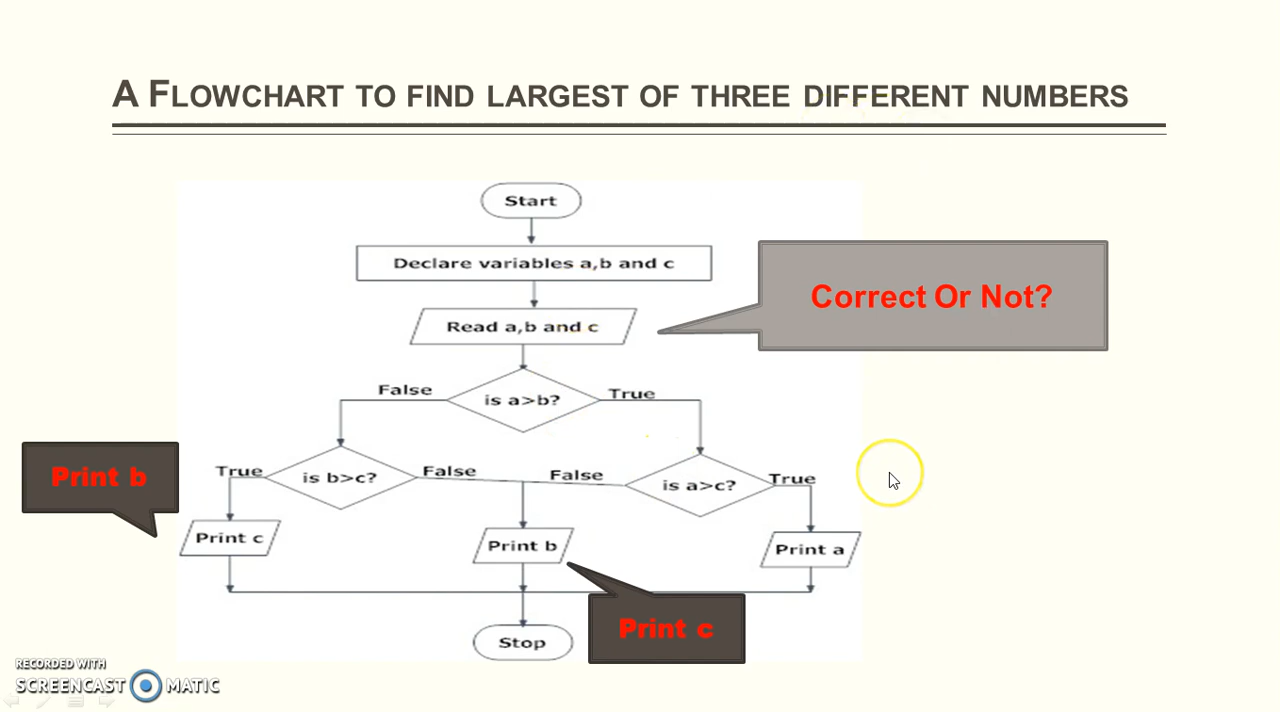 A FLOWCHART TO FIND LARGEST OF THREE DIFFERENT NUMBERS
Start
Declare variables a,b and c
Correct Or Not?
Read a,b and c
False
is a>b?
True
Print b
True
is b>c?
False
False
is a>c?
True
Print c
Print b
Print a
Print c
Stop
RECORDED WITH
SCREENCAST MATIC